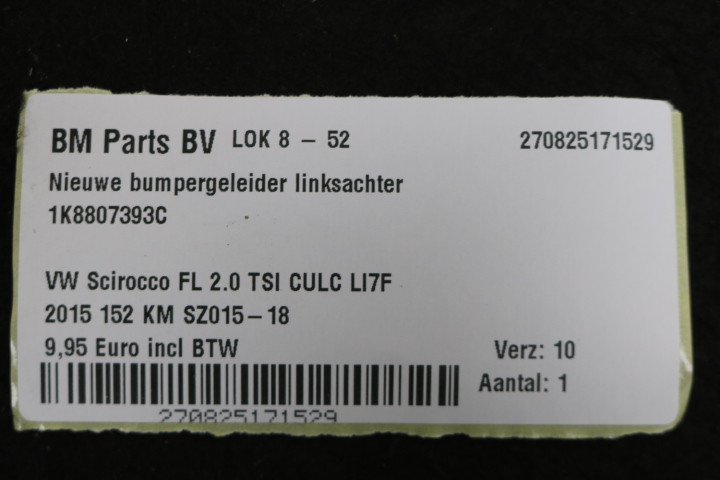 BM Parts BV LOK 8 - 52 270825171529
Nieuwe bumpergeleider linksachter
1K8807393C
VW Scirocco FL 2.0 TSI CULC LI7F
2015 152 KM SZ015-18
9,95 Euro incl BTW Verz: 10
Aantal: 1
270825171529